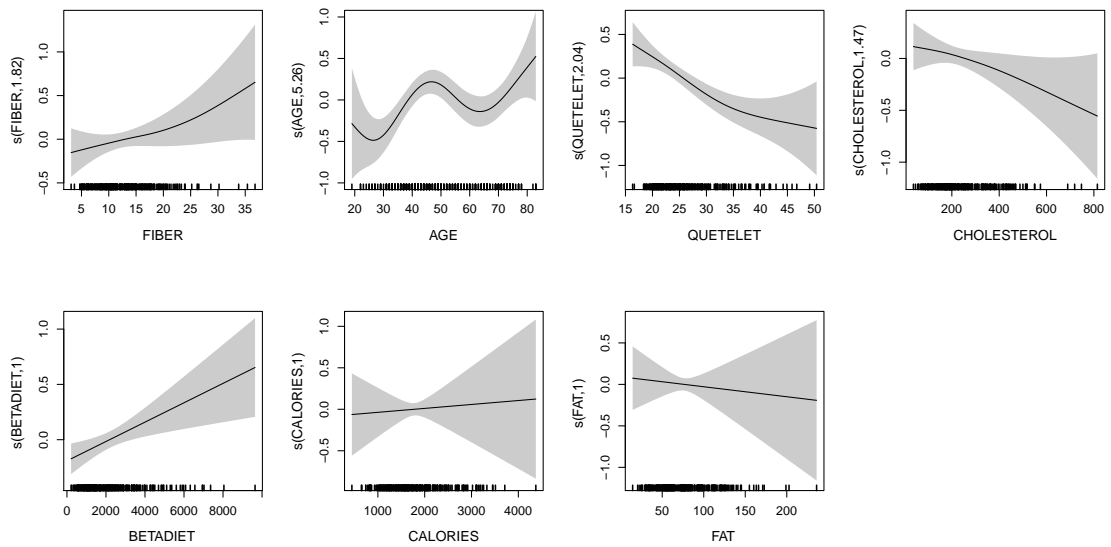 s(FIBER,1.82)
−0.5 0.0 0.5 1.0
5 10 15 20 25 30 35
FIBER
s(AGE,5.26)
−1.0 −0.5 0.0 0.5 1.0
20 30 40 50 60 70 80
AGE
s(QUETELET,2.04)
−1.0 −0.5 0.0 0.5
15 20 25 30 35 40 45 50
QUETELET
s(CHOLESTEROL,1.47)
−1.0 −0.5 0.0
200 400 600 800
CHOLESTEROL
s(BETADIET,1)
0.0 0.5 1.0
0 2000 4000 6000 8000
BETADIET
s(CALORIES,1)
−0.5 0.0 0.5 1.0
1000 2000 3000 4000
CALORIES
s(FAT,1)
−1.0 −0.5 0.0 0.5
50 100 150 200
FAT